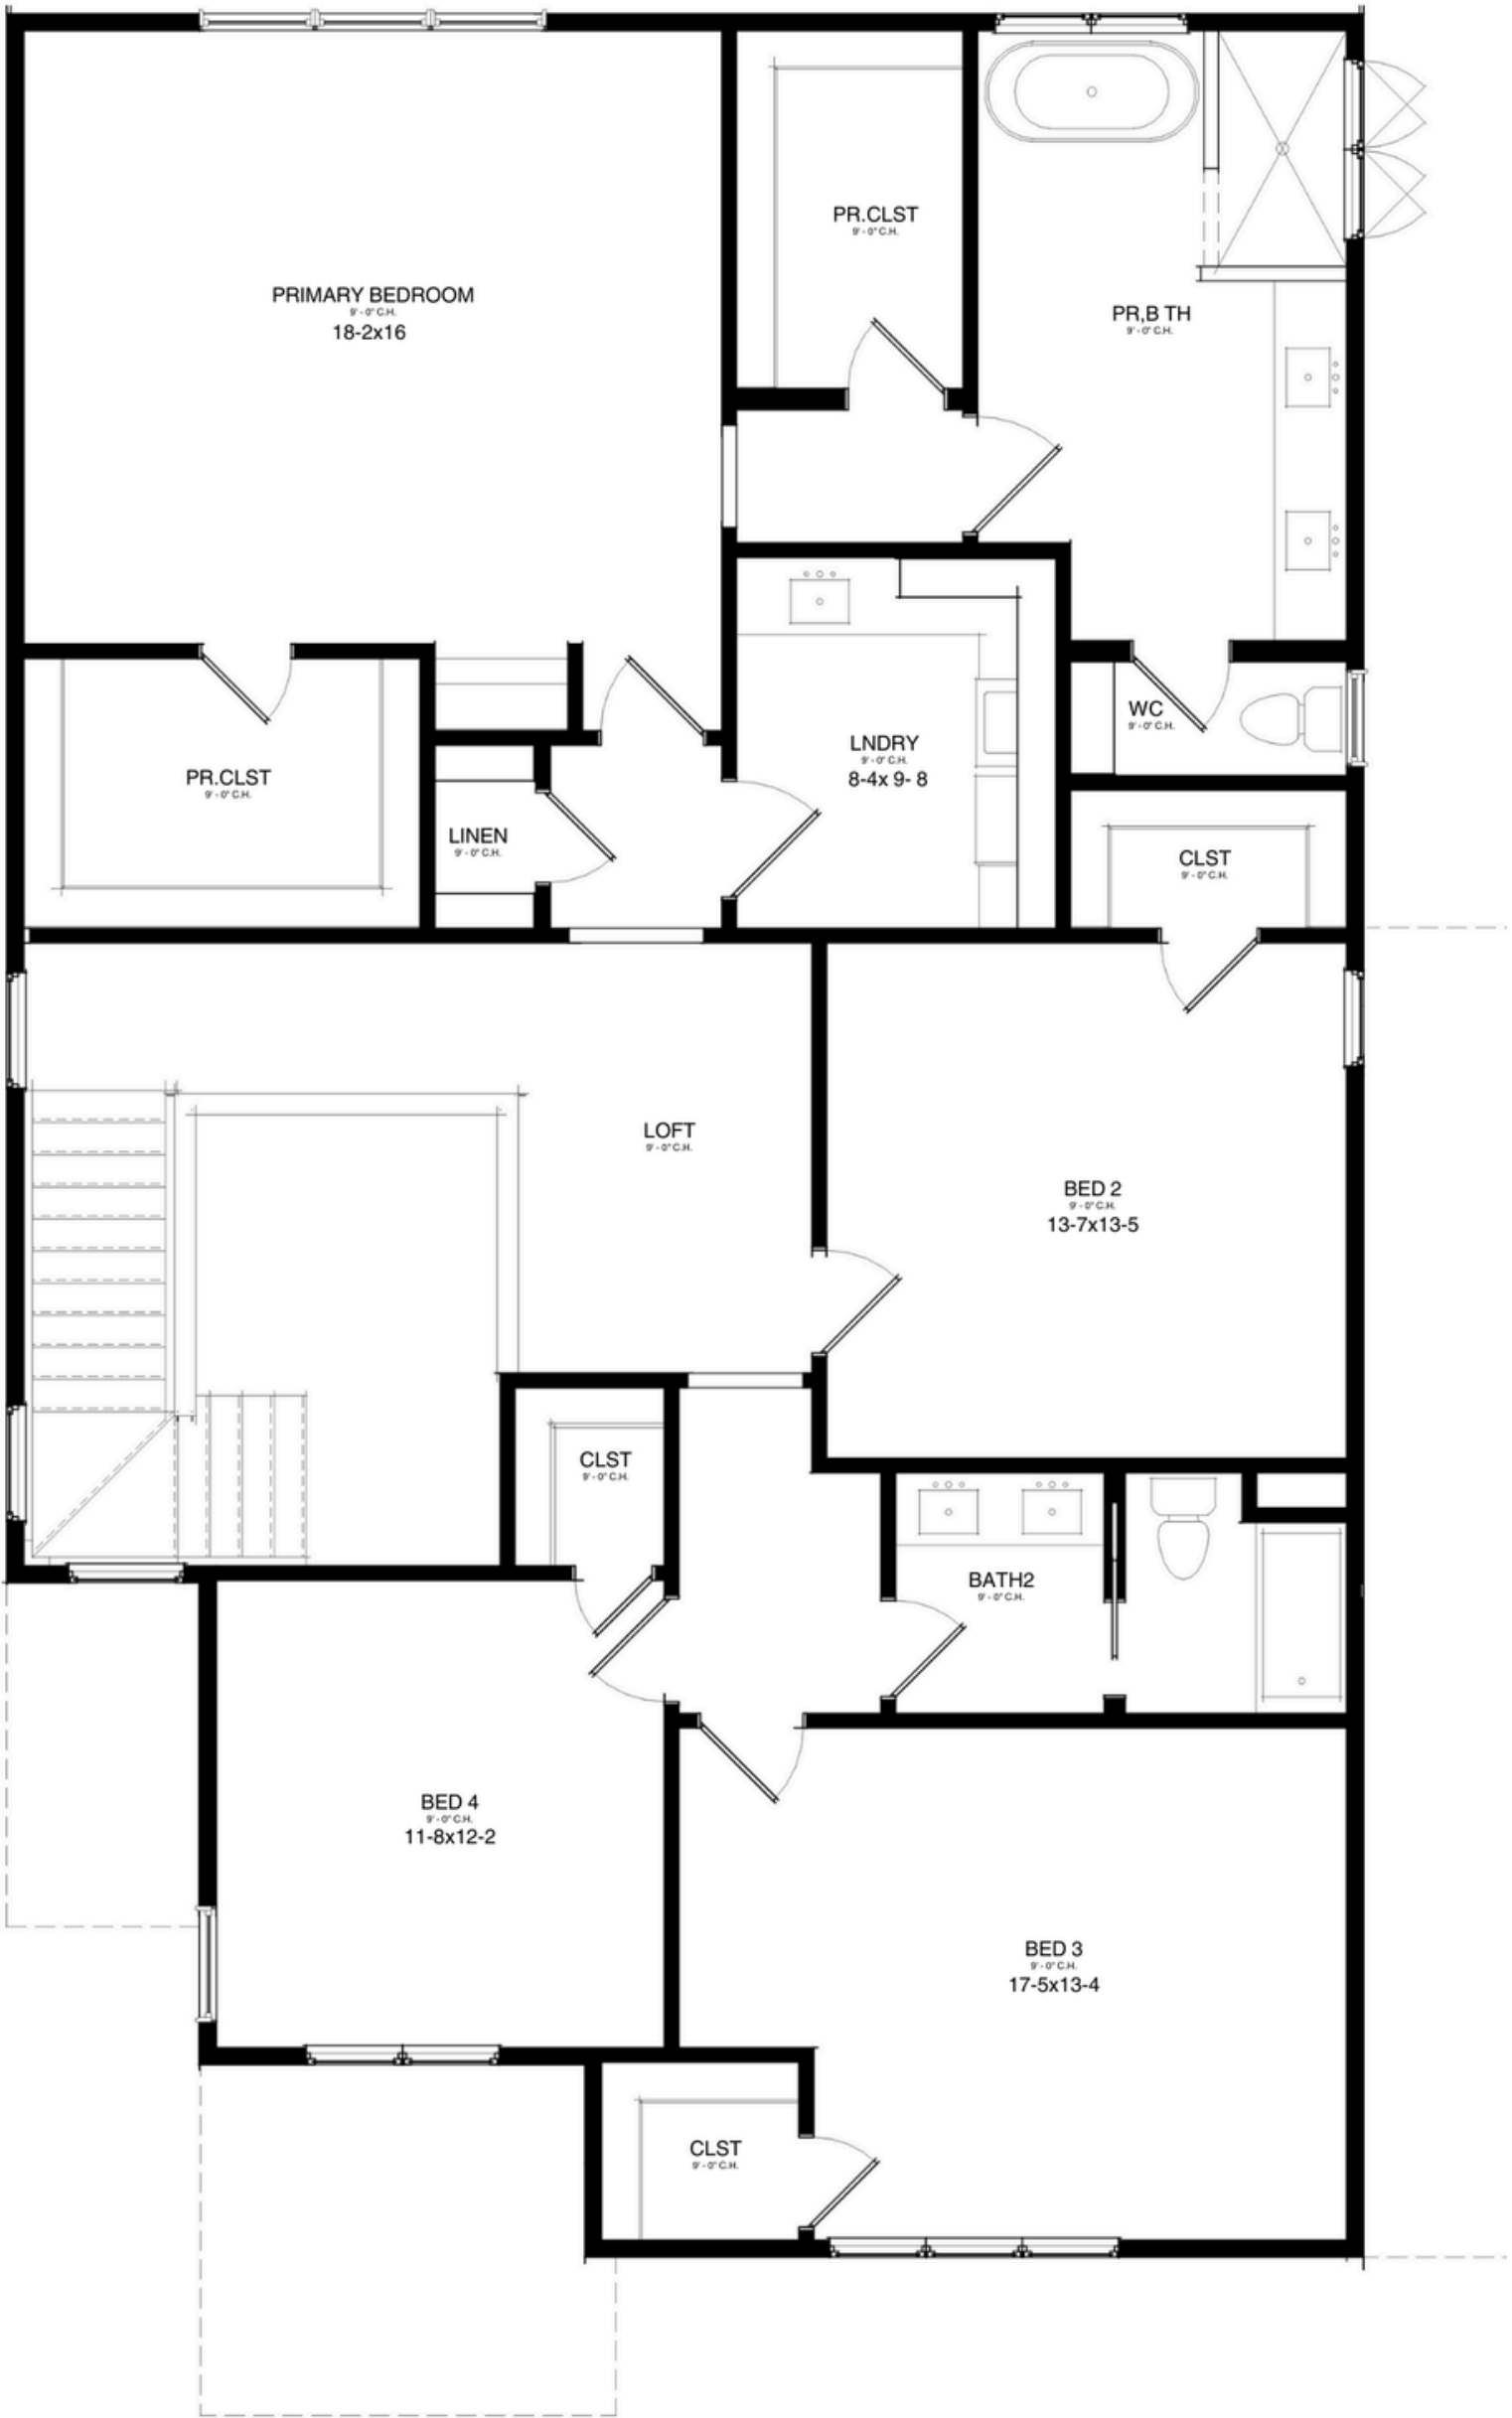 PR.CLST
9'-0" C.H.
PRIMARY BEDROOM
9'-0" C.H.
18-2x16
PR,B TH
9'-0" C.H.
WC
9'-0" C.H.
LNDRY
9'-0" C.H.
8-4x 9- 8
PR.CLST
9'-0" C.H.
LINEN
9'-0" C.H.
CLST
9'-0" C.H.
LOFT
9'-0" C.H.
BED 2
9'-0" C.H.
13-7x13-5
CLST
9'-0" C.H.
BATH2
9'-0" C.H.
BED 4
9'-0" C.H.
11-8x12-2
BED 3
9'-0" C.H.
17-5x13-4
CLST
9'-0" C.H.